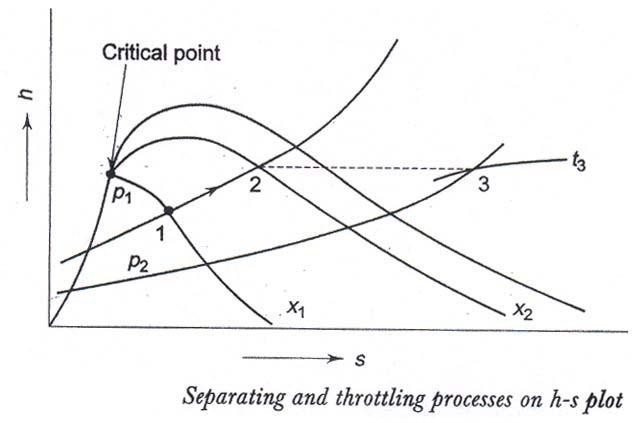 Critical point
h
p₁
1
2
3
t₃
p₂
x₁
x₂
s
Separating and throttling processes on h-s plot